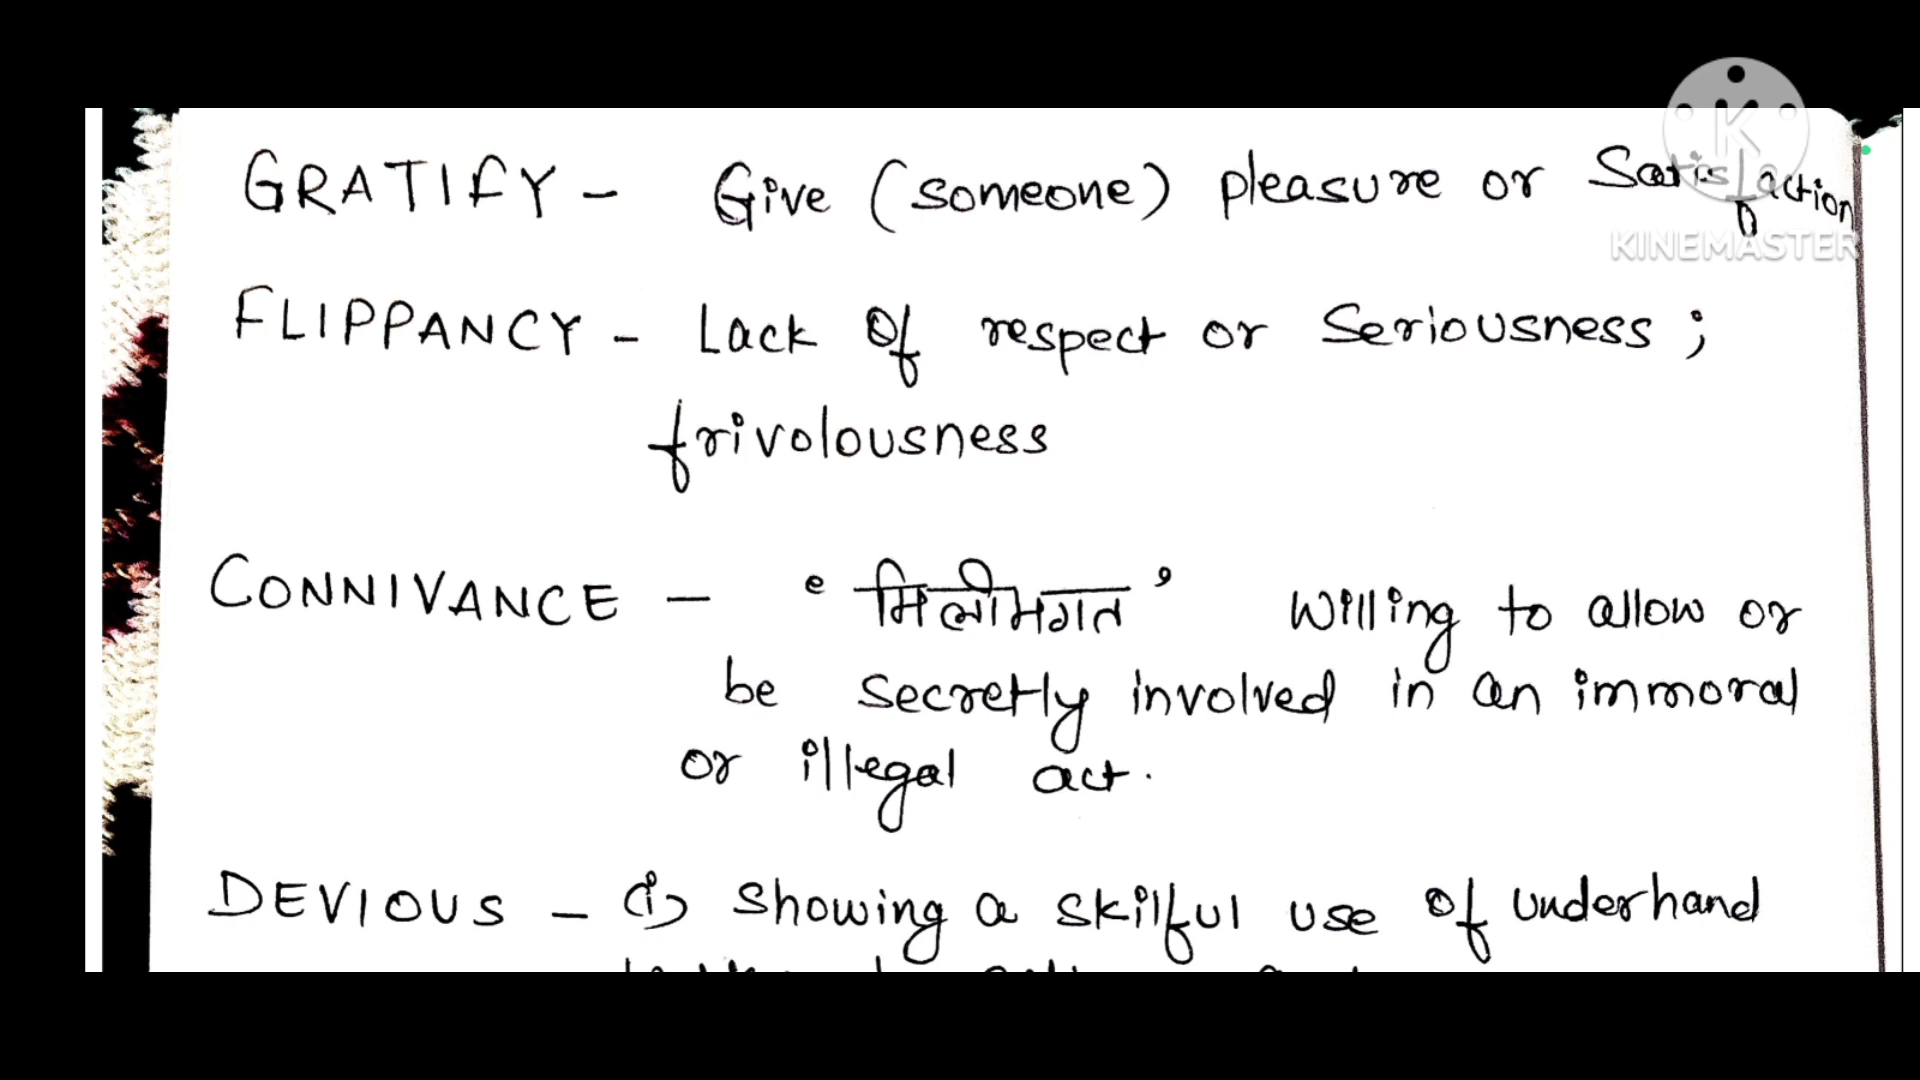 GRATIFY - Give (someone) pleasure or Satisfaction
KINEMASTER
FLIPPANCY - Lack Of respect or Seriousness ;
frivolousness
CONNIVANCE - ' मिलीभगत ' Willing to allow or
be secretly involved in an immoral
or illegal act.
DEVIOUS - (i) Showing a skilful use of underhand